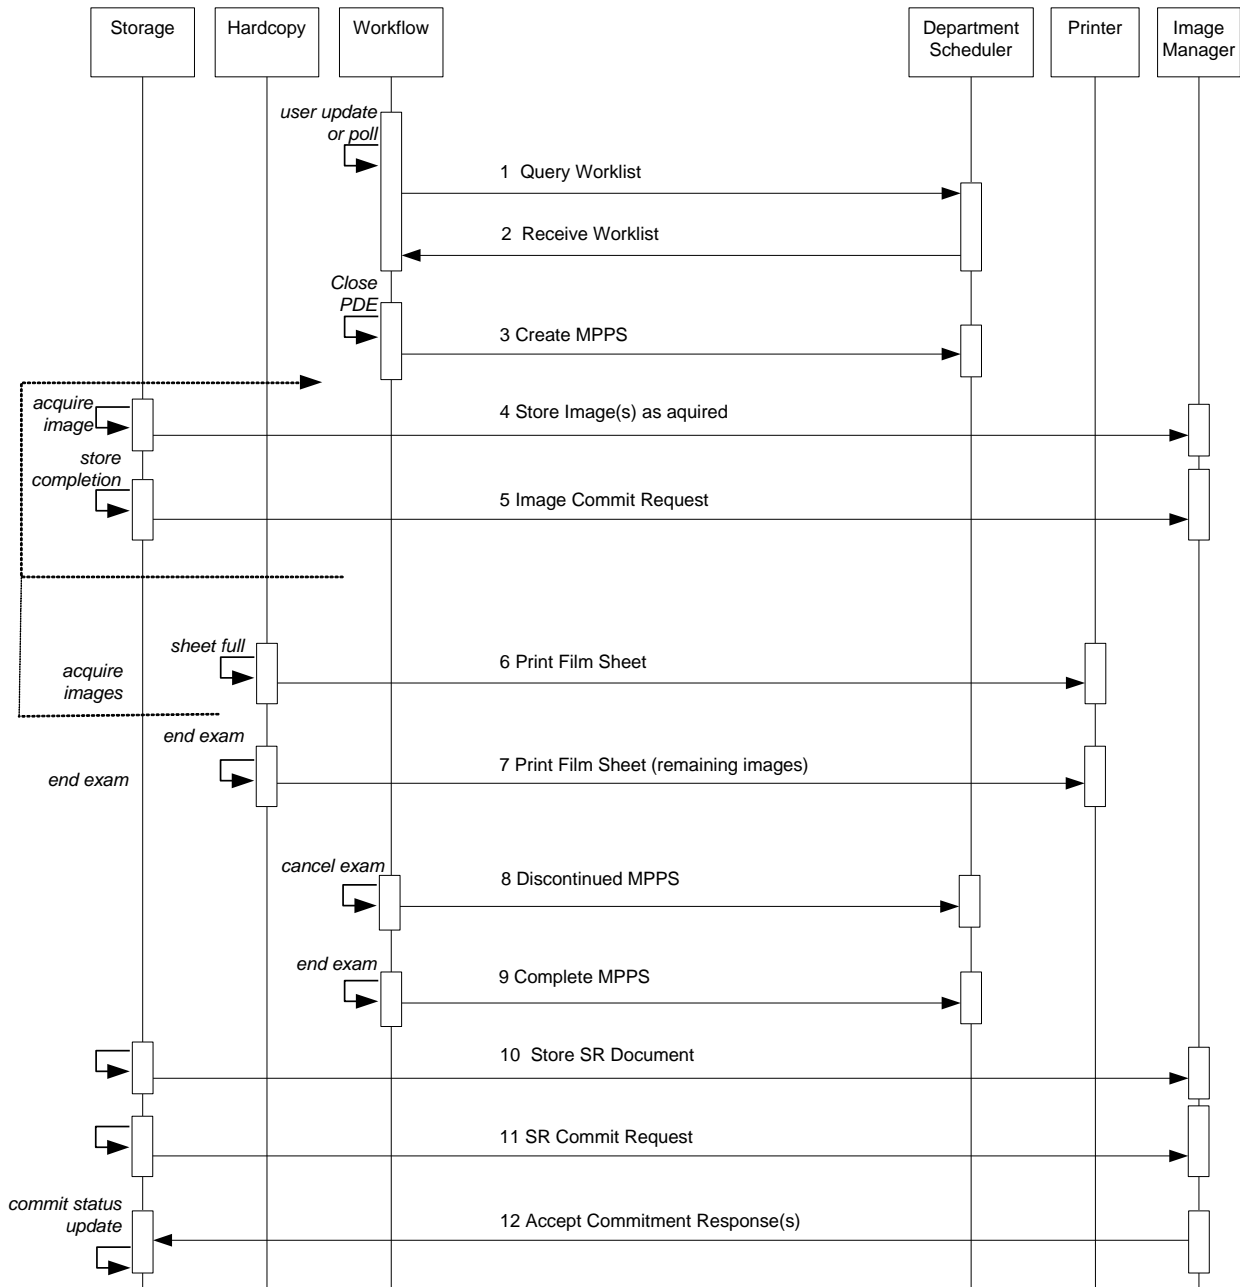 Storage
Hardcopy
Workflow
Department
Scheduler
Printer
Image
Manager
user update
or poll
1 Query Worklist
2 Receive Worklist
Close
PDE
3 Create MPPS
acquire
image
4 Store Image(s) as aquired
store
completion
5 Image Commit Request
sheet full
6 Print Film Sheet
acquire
images
end exam
7 Print Film Sheet (remaining images)
end exam
cancel exam
8 Discontinued MPPS
end exam
9 Complete MPPS
10 Store SR Document
11 SR Commit Request
commit status
update
12 Accept Commitment Response(s)